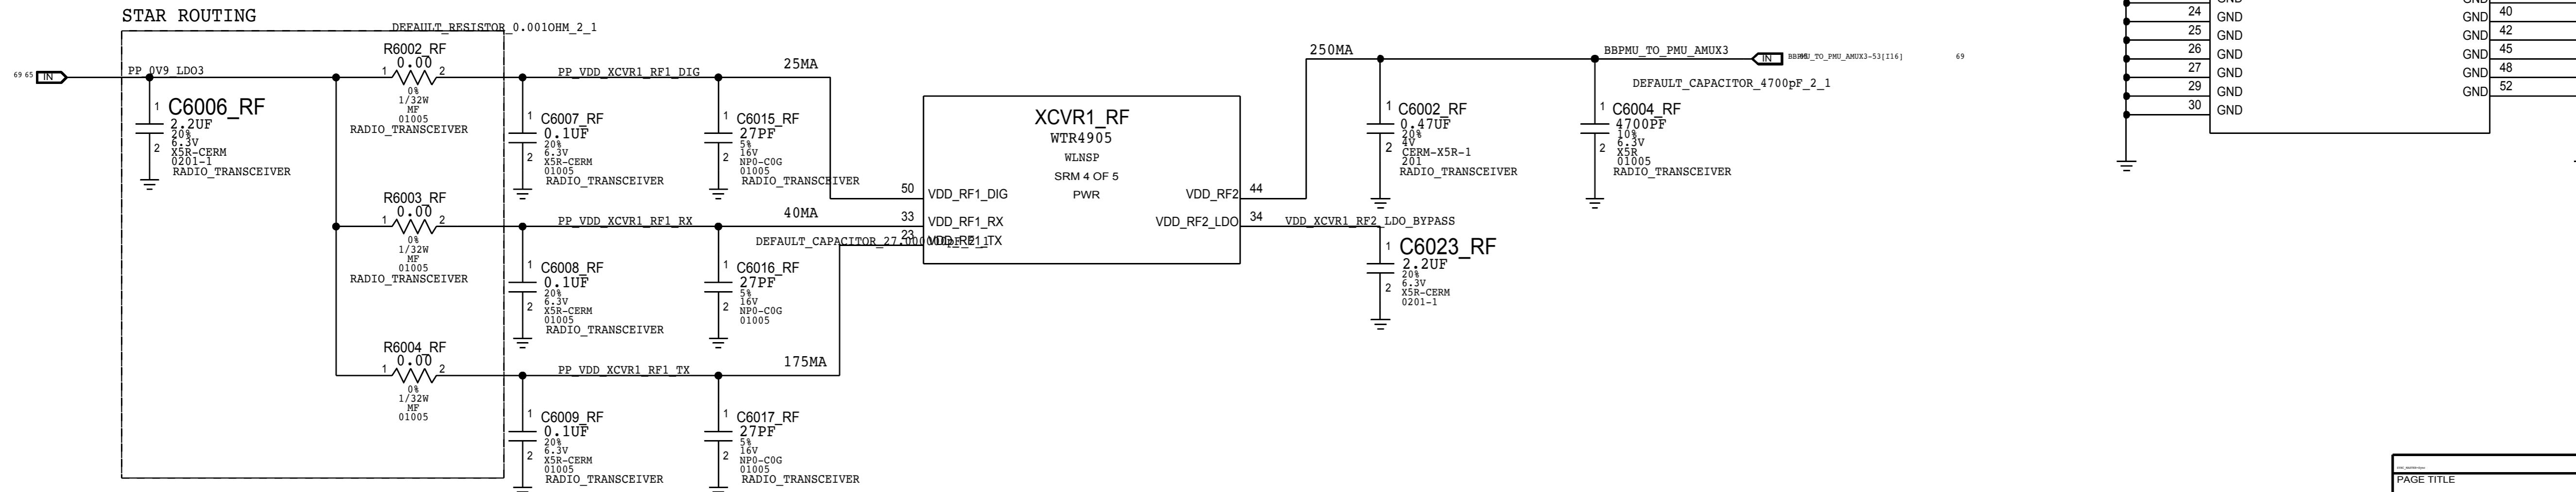 STAR ROUTING
DEFAULT_RESISTOR_0.001OHM_2_1
69 65
IN
PP_0V9_LDO3
R6002_RF
0.00
1
2
0%
1/32W
MF
01005
RADIO_TRANSCEIVER
1
2
C6006_RF
2.2UF
20%
6.3V
X5R-CERM
0201-1
RADIO_TRANSCEIVER
PP_VDD_XCVR1_RF1_DIG
25MA
1
2
C6007_RF
0.1UF
20%
6.3V
X5R-CERM
01005
RADIO_TRANSCEIVER
1
2
C6015_RF
27PF
5%
16V
NP0-C0G
01005
RADIO_TRANSCEIVER
R6003_RF
0.00
1
2
0%
1/32W
MF
01005
RADIO_TRANSCEIVER
PP_VDD_XCVR1_RF1_RX
40MA
1
2
C6008_RF
0.1UF
20%
6.3V
X5R-CERM
01005
RADIO_TRANSCEIVER
DEFAULT_CAPACITOR_27.000000pF_2_1
1
2
C6016_RF
27PF
5%
16V
NP0-C0G
01005
R6004_RF
0.00
1
2
0%
1/32W
MF
01005
PP_VDD_XCVR1_RF1_TX
175MA
1
2
C6009_RF
0.1UF
20%
6.3V
X5R-CERM
01005
RADIO_TRANSCEIVER
1
2
C6017_RF
27PF
5%
16V
NP0-C0G
01005
RADIO_TRANSCEIVER
XCVR1_RF
WTR4905
WLNSP
SRM 4 OF 5
PWR
50
VDD_RF1_DIG
33
VDD_RF1_RX
23
VDD_RF1_TX
VDD_RF2
44
VDD_RF2_LDO
34
VDD_XCVR1_RF2_LDO_BYPASS
250MA
BBPMU_TO_PMU_AMUX3
IN
69
DEFAULT_CAPACITOR_4700pF_2_1
1
2
C6002_RF
0.47UF
20%
4V
CERM-X5R-1
201
RADIO_TRANSCEIVER
1
2
C6004_RF
4700PF
10%
6.3V
X5R
01005
RADIO_TRANSCEIVER
1
2
C6023_RF
2.2UF
20%
6.3V
X5R-CERM
0201-1
24 GND
25 GND
26 GND
27 GND
29 GND
30 GND
GND 40
GND 42
GND 45
GND 48
GND 52
PAGE TITLE